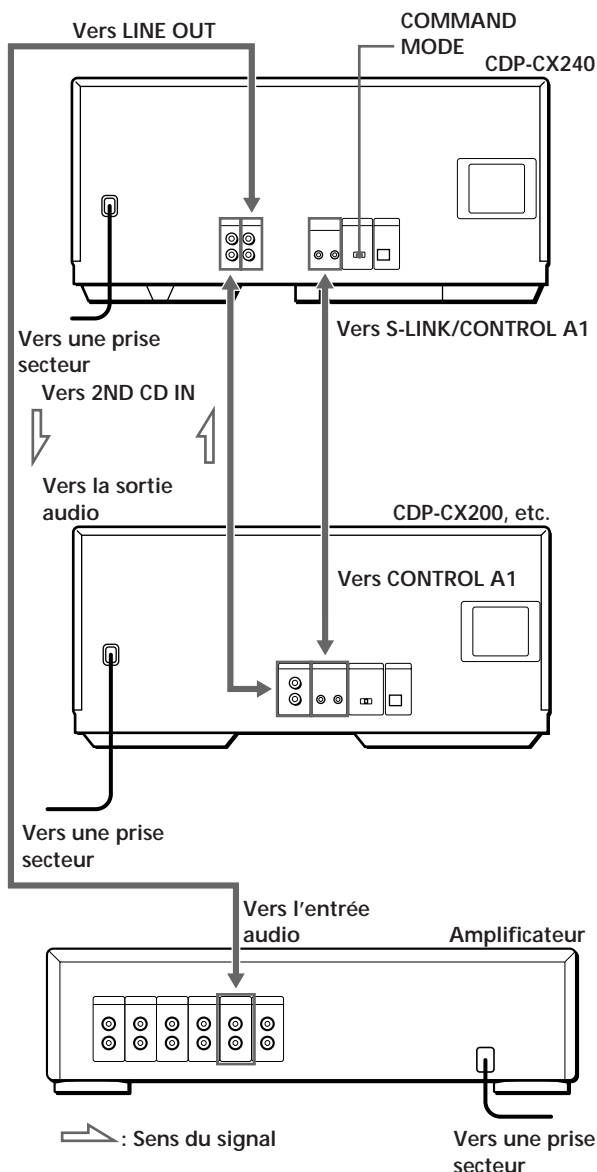 Vers LINE OUT
COMMAND
MODE
CDP-CX240
Vers une prise
secteur
Vers S-LINK/CONTROL A1
Vers 2ND CD IN
Vers la sortie
audio
CDP-CX200, etc.
Vers CONTROL A1
Vers une prise
secteur
Vers l'entrée
audio
Amplificateur
: Sens du signal
Vers une prise
secteur